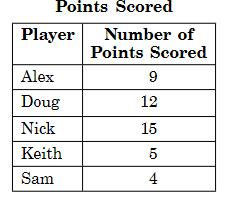 Points Scored
Player Number of
Points Scored
Alex 9
Doug 12
Nick 15
Keith 5
Sam 4